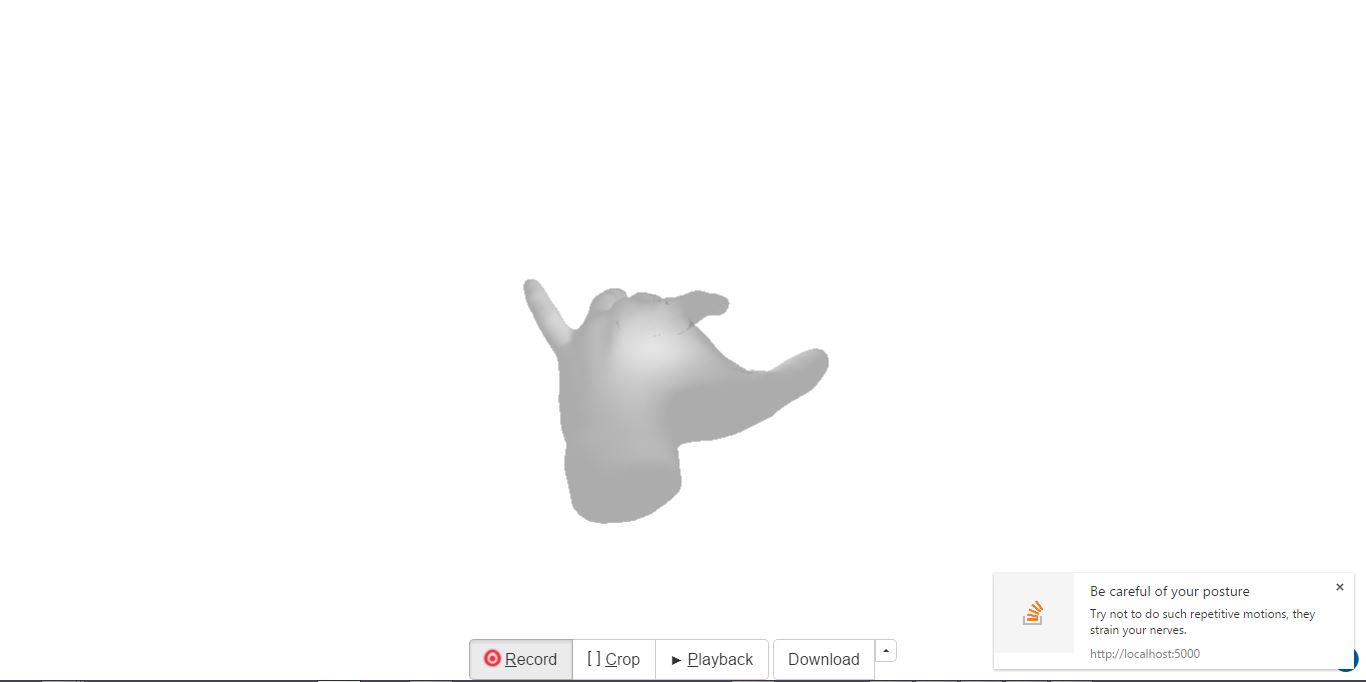 Be careful of your posture
Try not to do such repetitive motions, they
strain your nerves.
http://localhost:5000
Record [ ] Crop ► Playback Download